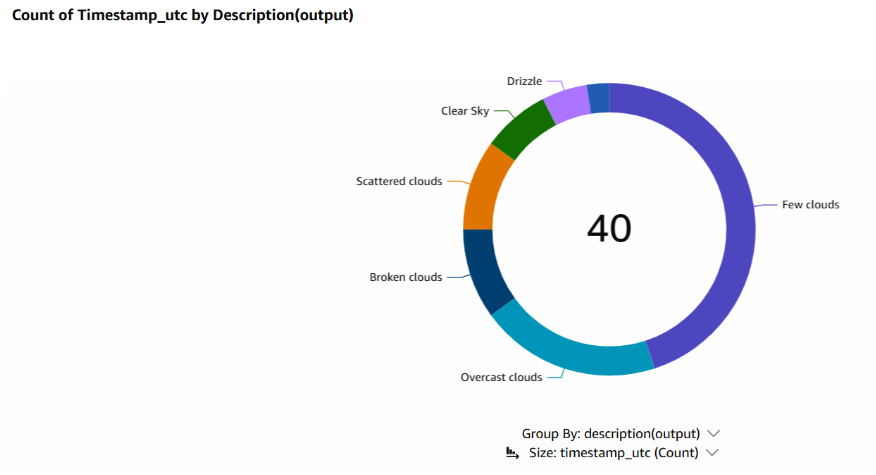 Count of Timestamp_utc by Description(output)
Drizzle
Clear Sky
Scattered clouds
Few clouds
40
Broken clouds
Overcast clouds
Group By: description(output)
Size: timestamp_utc (Count)